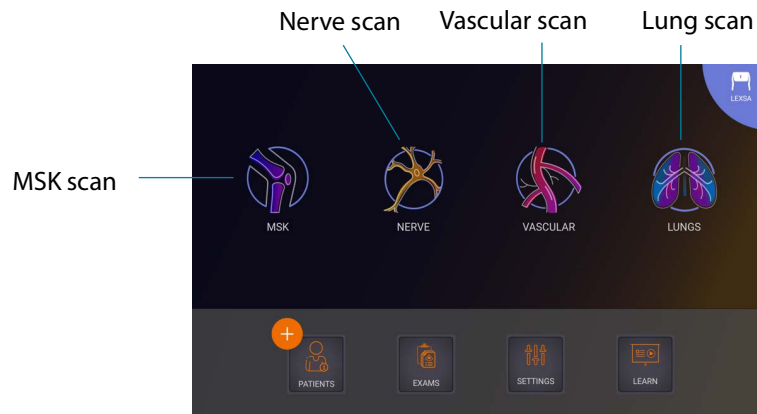 Nerve scan Vascular scan Lung scan
LEXSA
MSK scan
MSK NERVE VASCULAR LUNGS
PATIENTS EXAMS SETTINGS LEARN